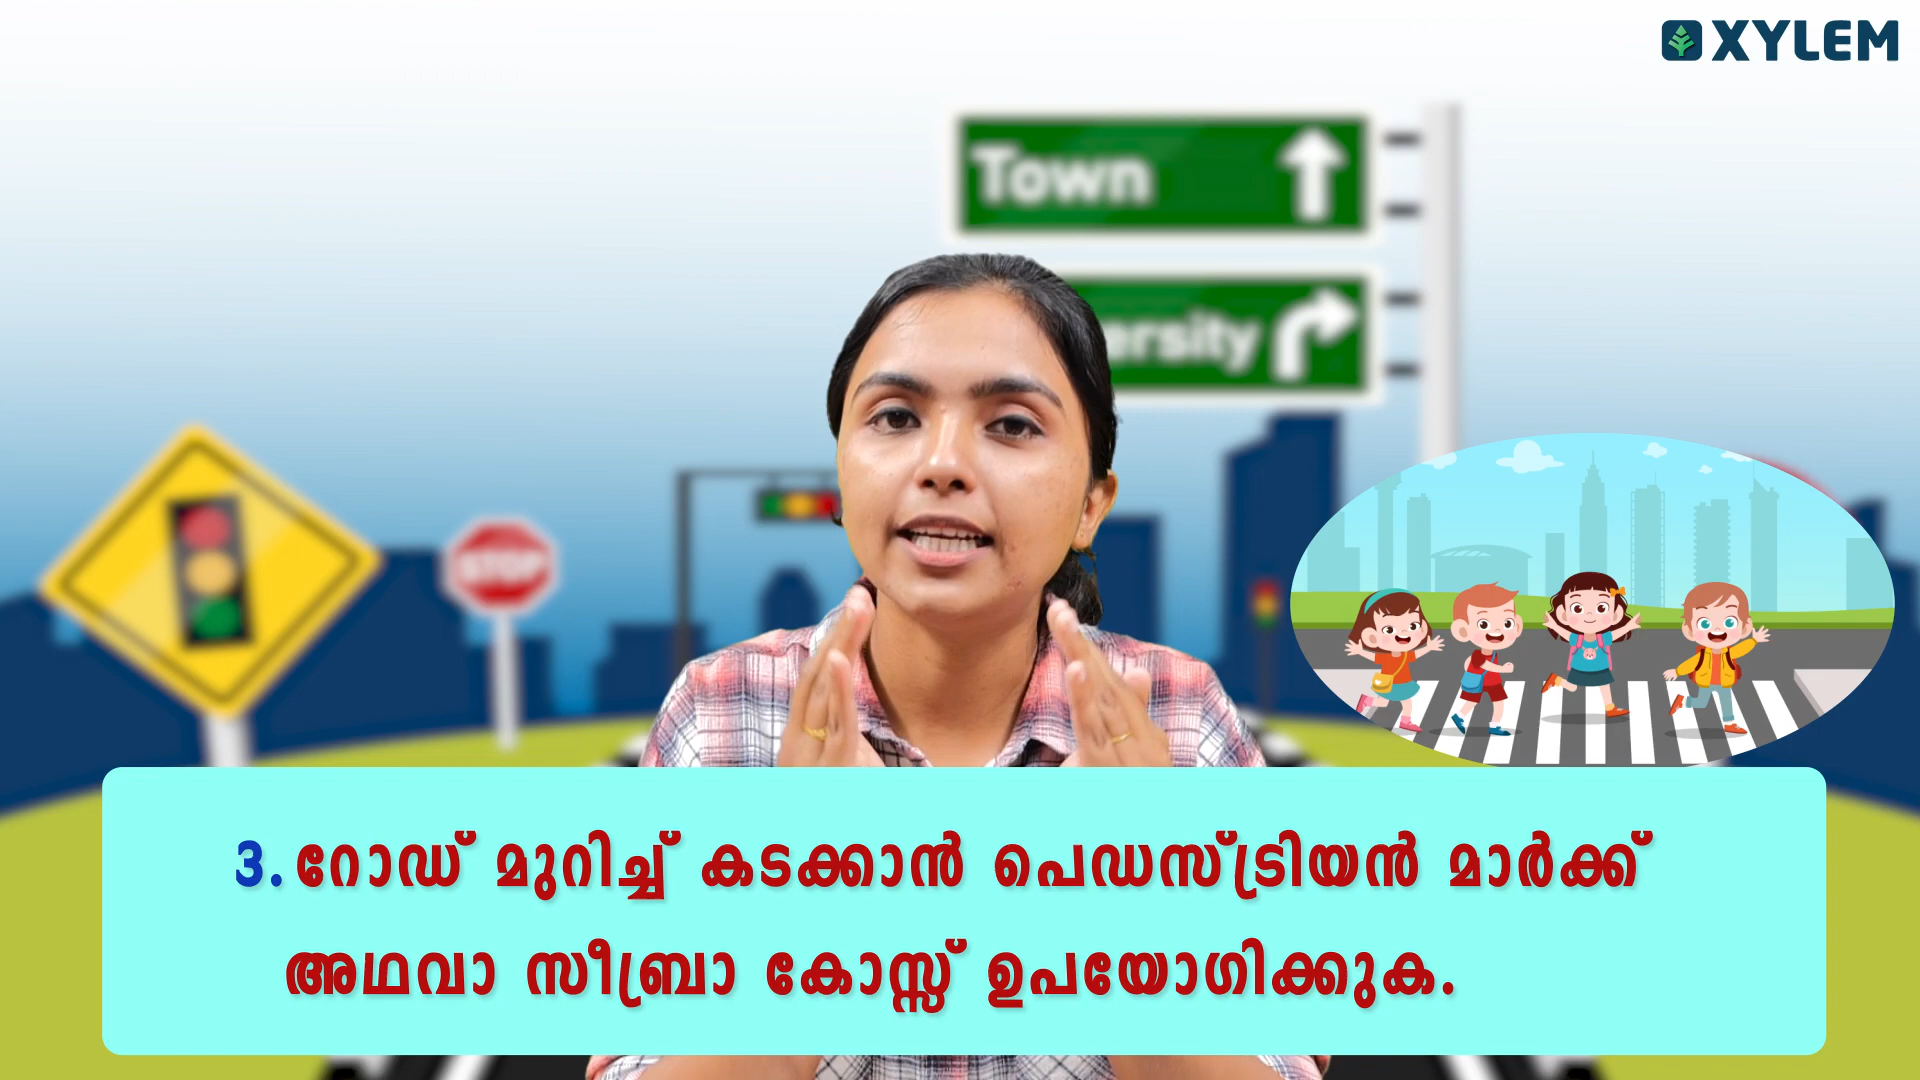 XYLEM
Town
ersity
STOP
3. റോഡ് മുറിച്ച് കടക്കാൻ പെഡസ്ട്രിയൻ മാർക്ക്
അഥവാ സീബ്രാ കോസ്സ് ഉപയോഗിക്കുക.